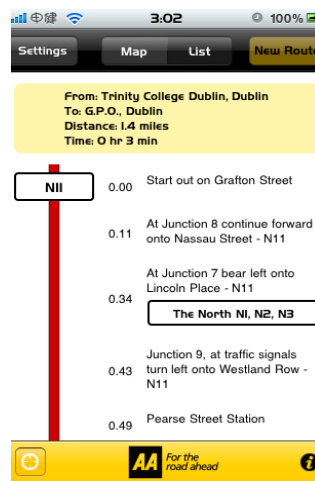 中健 3:02 100%
Settings Map List New Rout
From: Trinity College Dublin, Dublin
To: G.P.O., Dublin
Distance: 1.4 miles
Time: 0 hr 3 min
N11
0.00 Start out on Grafton Street
0.11 At Junction 8 continue forward
onto Nassau Street - N11
0.34 At Junction 7 bear left onto
Lincoln Place - N11
The North N1, N2, N3
0.43 Junction 9, at traffic signals
turn left onto Westland Row -
N11
0.49 Pearse Street Station
AA For the
road ahead
i